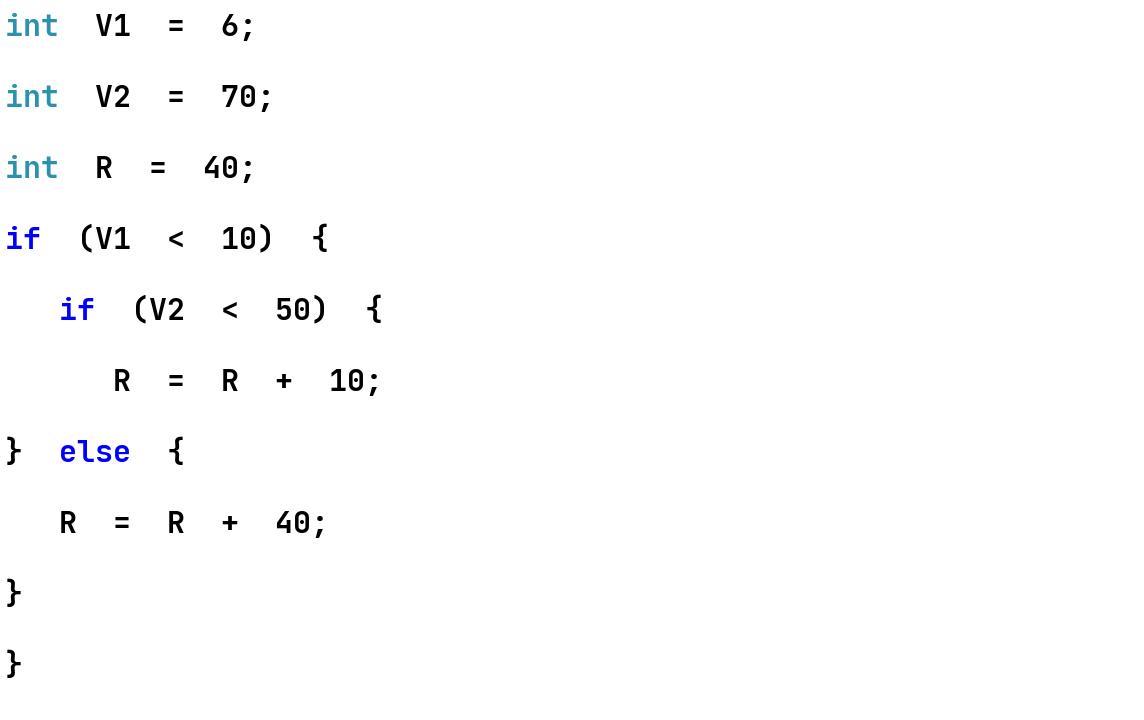 int  V1  =  6;
int  V2  =  70;
int  R  =  40;
if  (V1  <  10)  {
   if  (V2  <  50)  {
      R  =  R  +  10;
}  else  {
   R  =  R  +  40;
}
}